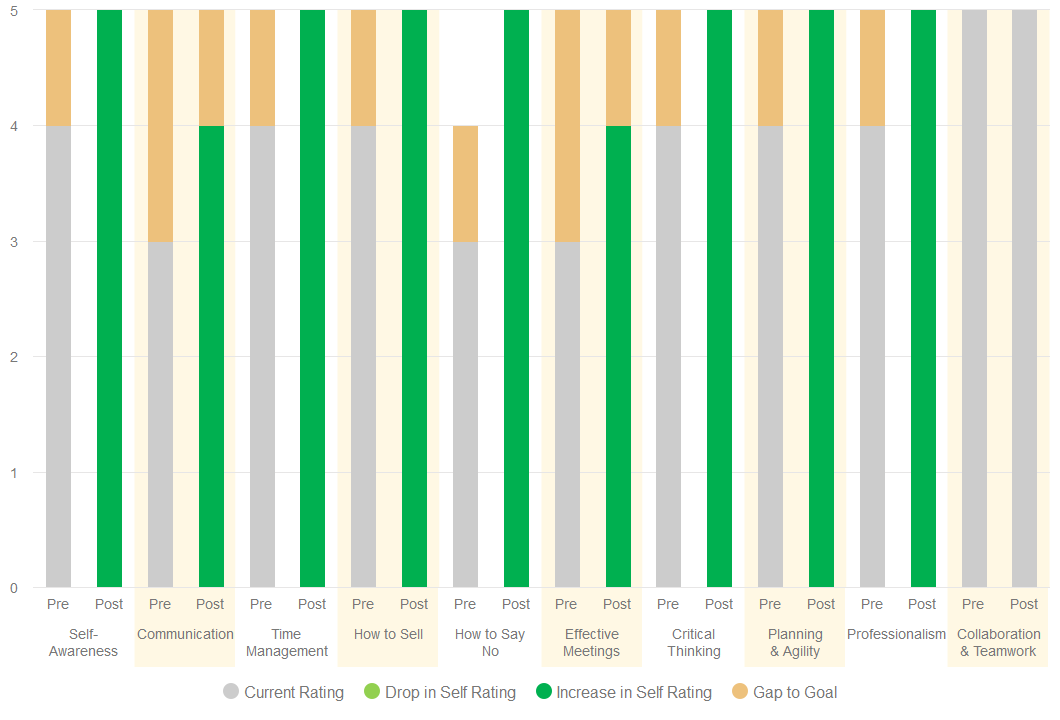 5
4
3
2
1
0
Pre Post Pre Post Pre Post Pre Post Pre Post Pre Post Pre Post Pre Post Pre Post Pre Post
Self- Communication Time How to Sell How to Say Effective Critical Planning Professionalism Collaboration
Awareness Management No Meetings Thinking & Agility & Teamwork
Current Rating Drop in Self Rating Increase in Self Rating Gap to Goal